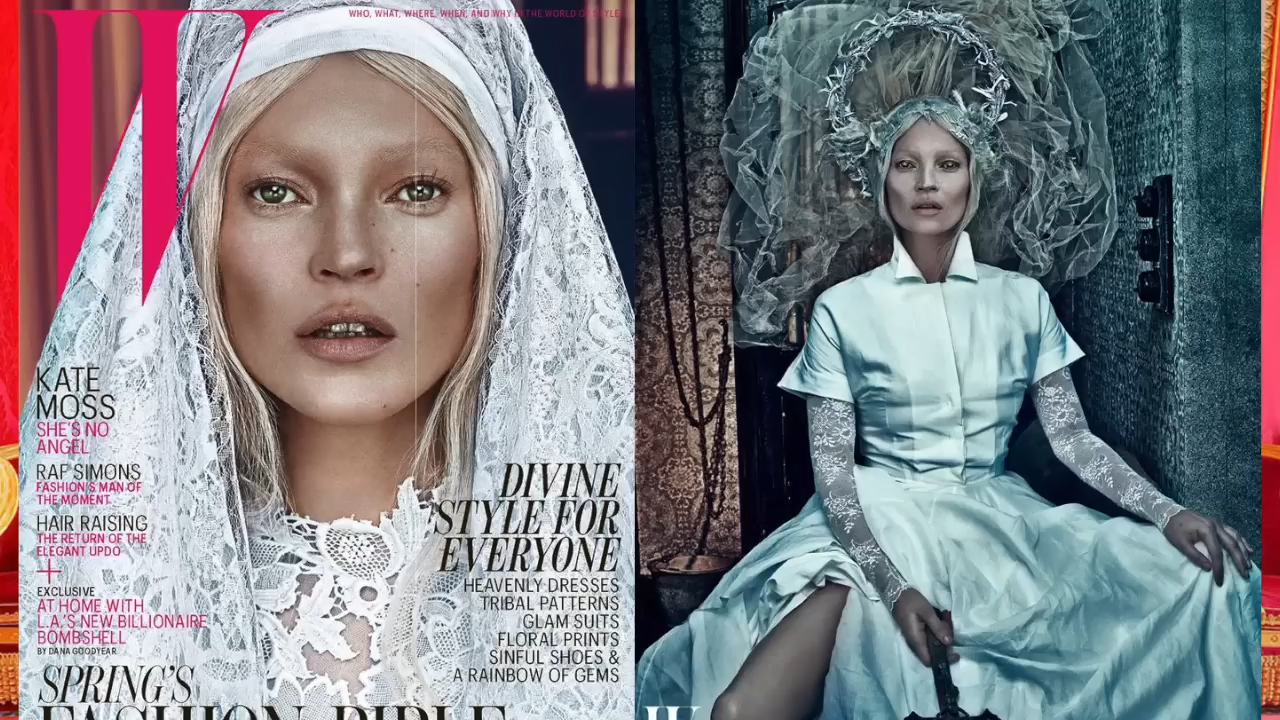 W
WHO, WHAT, WHERE, WHEN, AND WHY IN THE WORLD OF STYLE
KATE
MOSS
SHE'S NO
ANGEL
RAF SIMONS
FASHION'S MAN OF
THE MOMENT
HAIR RAISING
THE RETURN OF THE
ELEGANT UPDO
+
EXCLUSIVE
AT HOME WITH
L.A.'S NEW BILLIONAIRE
BOMBSHELL
BY DANA GOODYEAR
SPRING'S
FASHION BIBLE
DIVINE
STYLE FOR
EVERYONE
HEAVENLY DRESSES
TRIBAL PATTERNS
GLAM SUITS
FLORAL PRINTS
SINFUL SHOES &
A RAINBOW OF GEMS
W